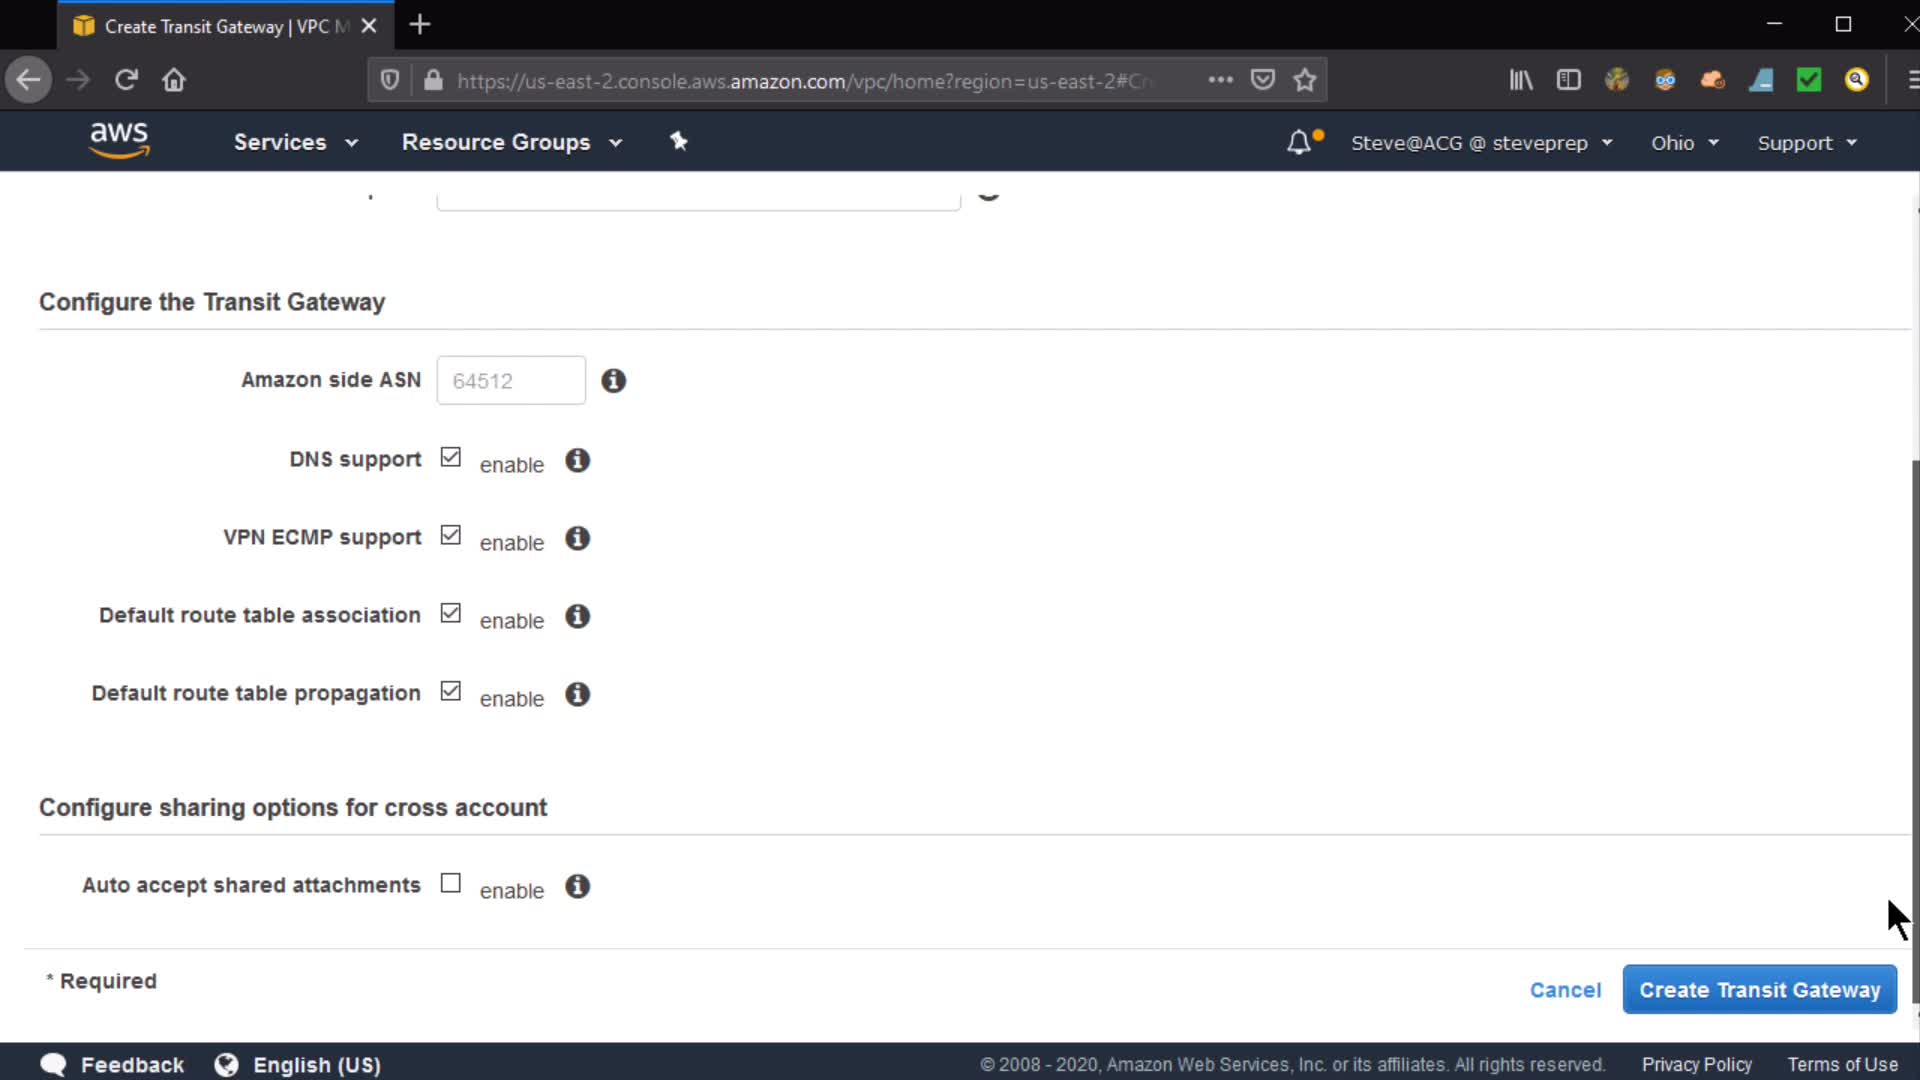 Create Transit Gateway | VPC M
https://us-east-2.console.aws.amazon.com/vpc/home?region=us-east-2#Cr
aws
Services
Resource Groups
Steve@ACG @ steveprep
Ohio
Support
Configure the Transit Gateway
Amazon side ASN
64512
DNS support
enable
VPN ECMP support
enable
Default route table association
enable
Default route table propagation
enable
Configure sharing options for cross account
Auto accept shared attachments
enable
* Required
Cancel
Create Transit Gateway
Feedback
English (US)
© 2008 - 2020, Amazon Web Services, Inc. or its affiliates. All rights reserved.
Privacy Policy
Terms of Use